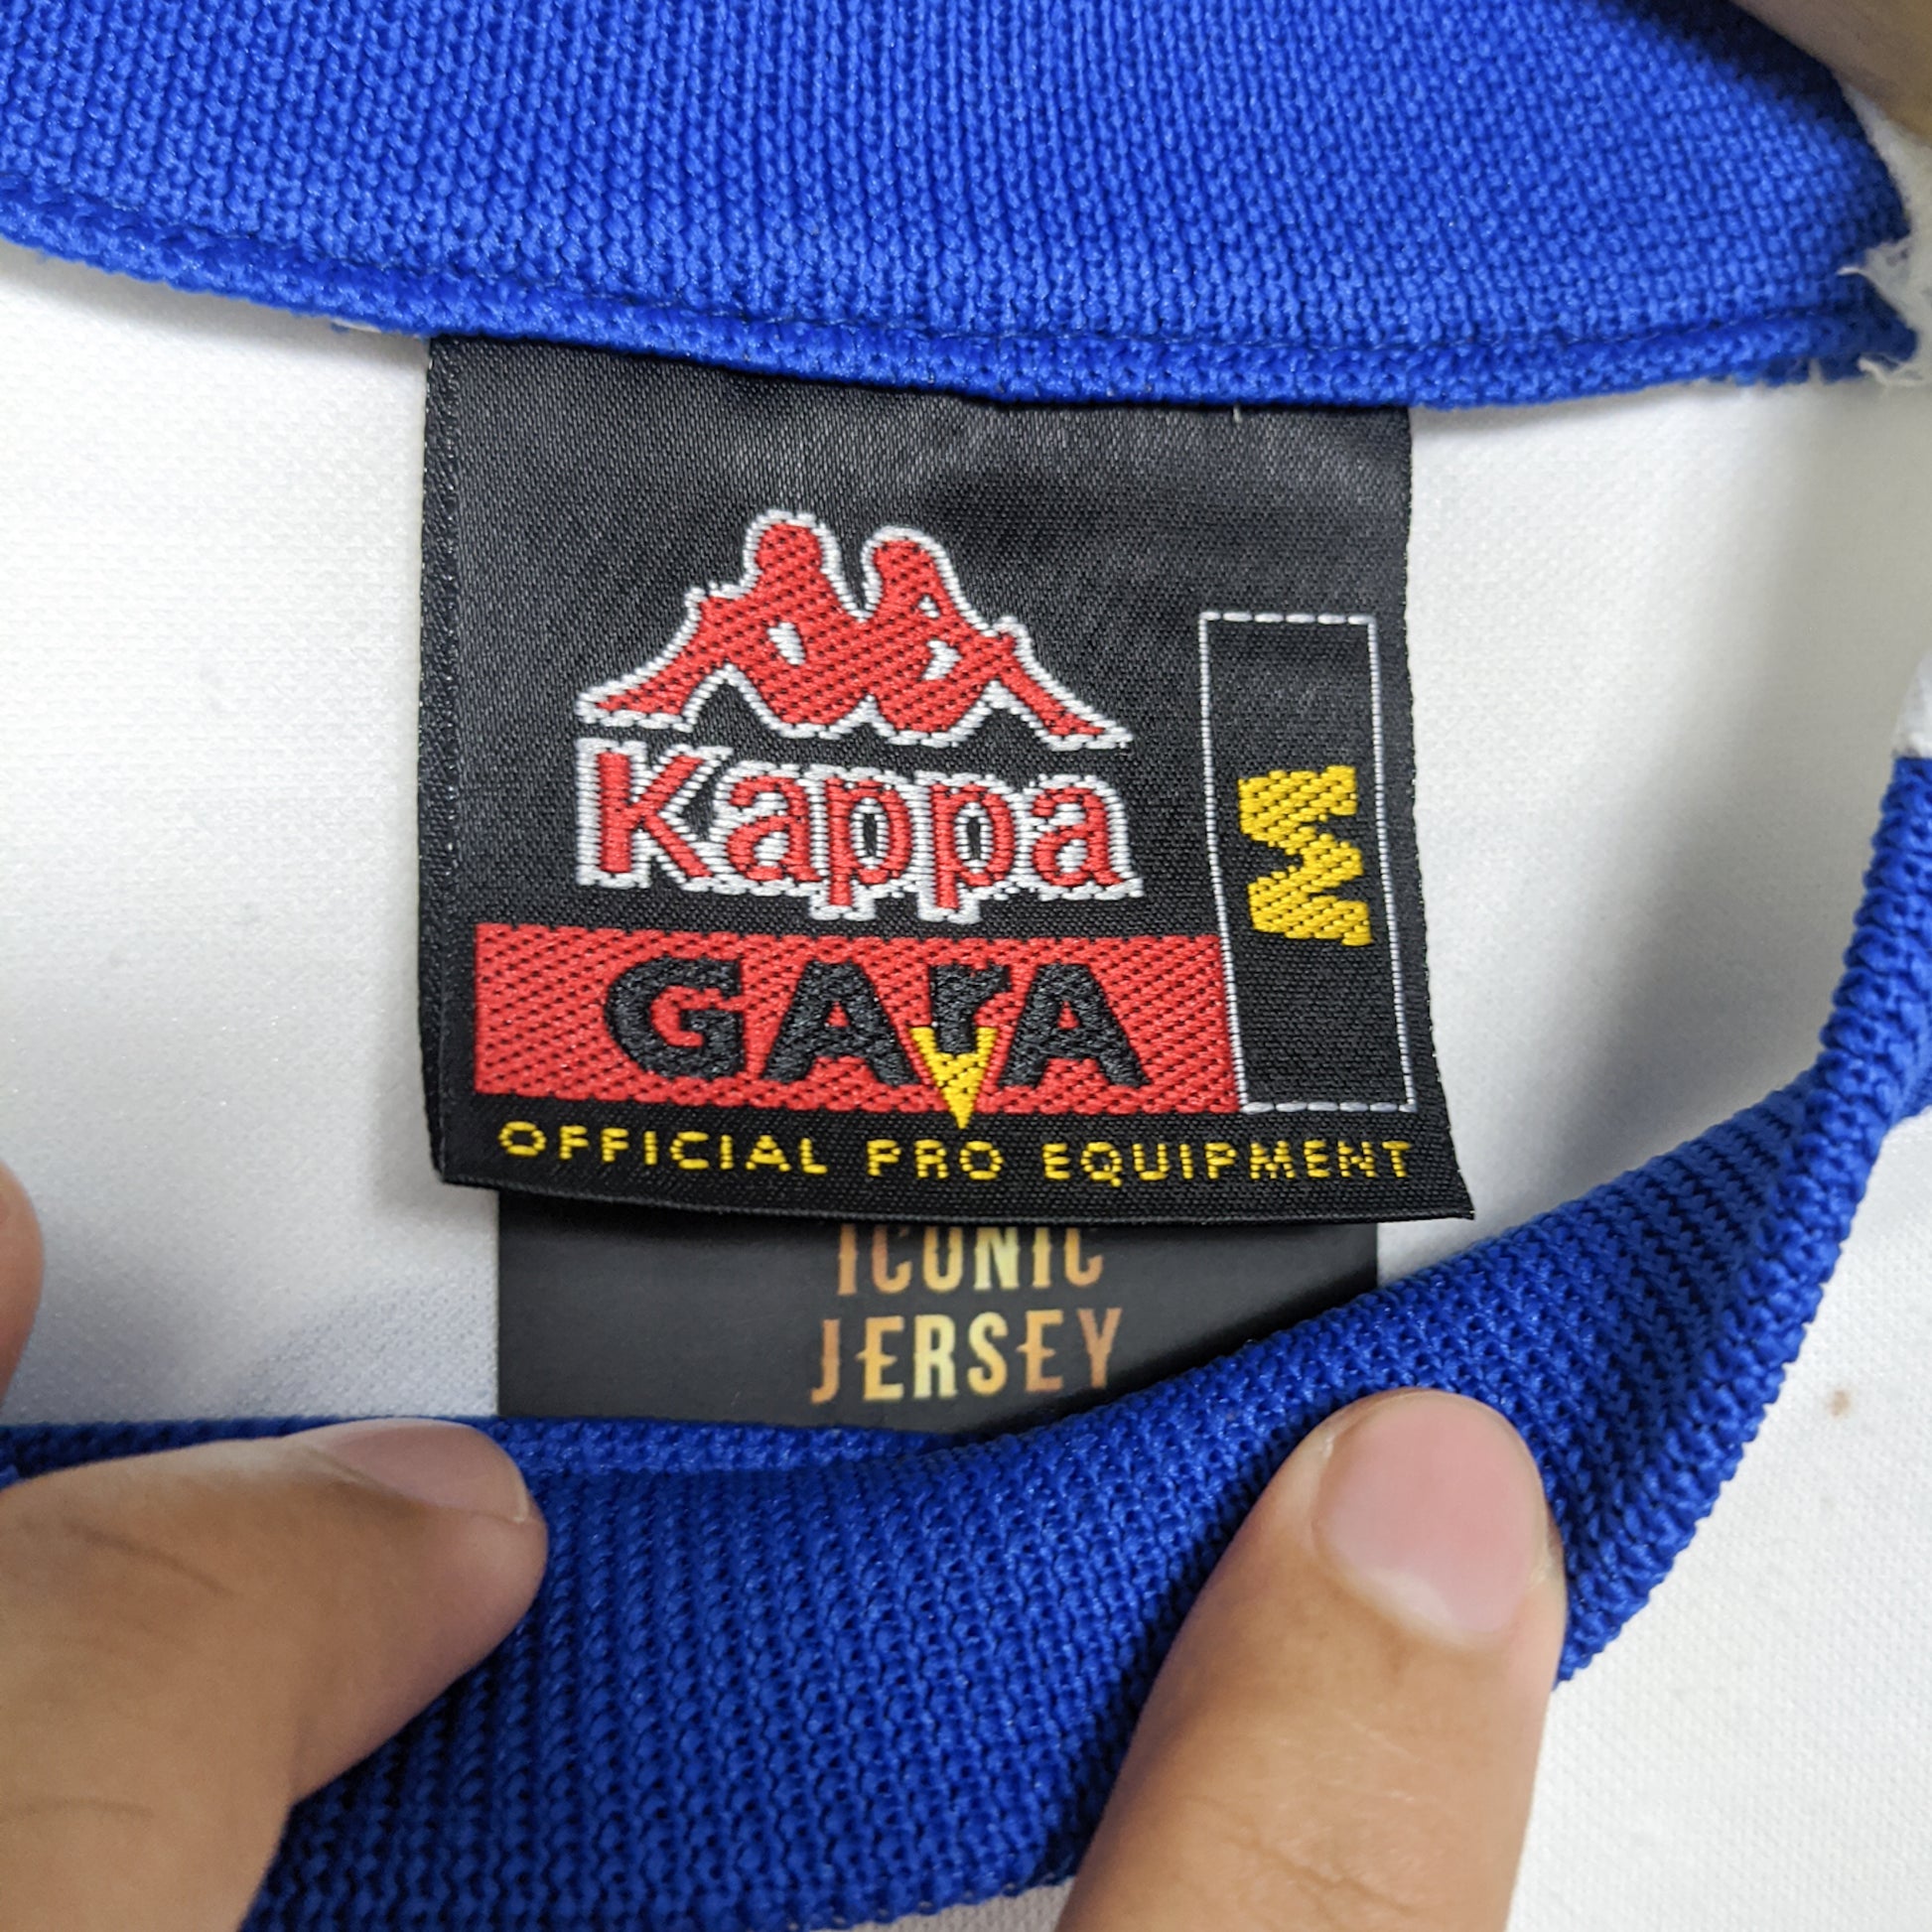 Kappa
M
GArA
OFFICIAL PRO EQUIPMENT
ICONIC
JERSEY